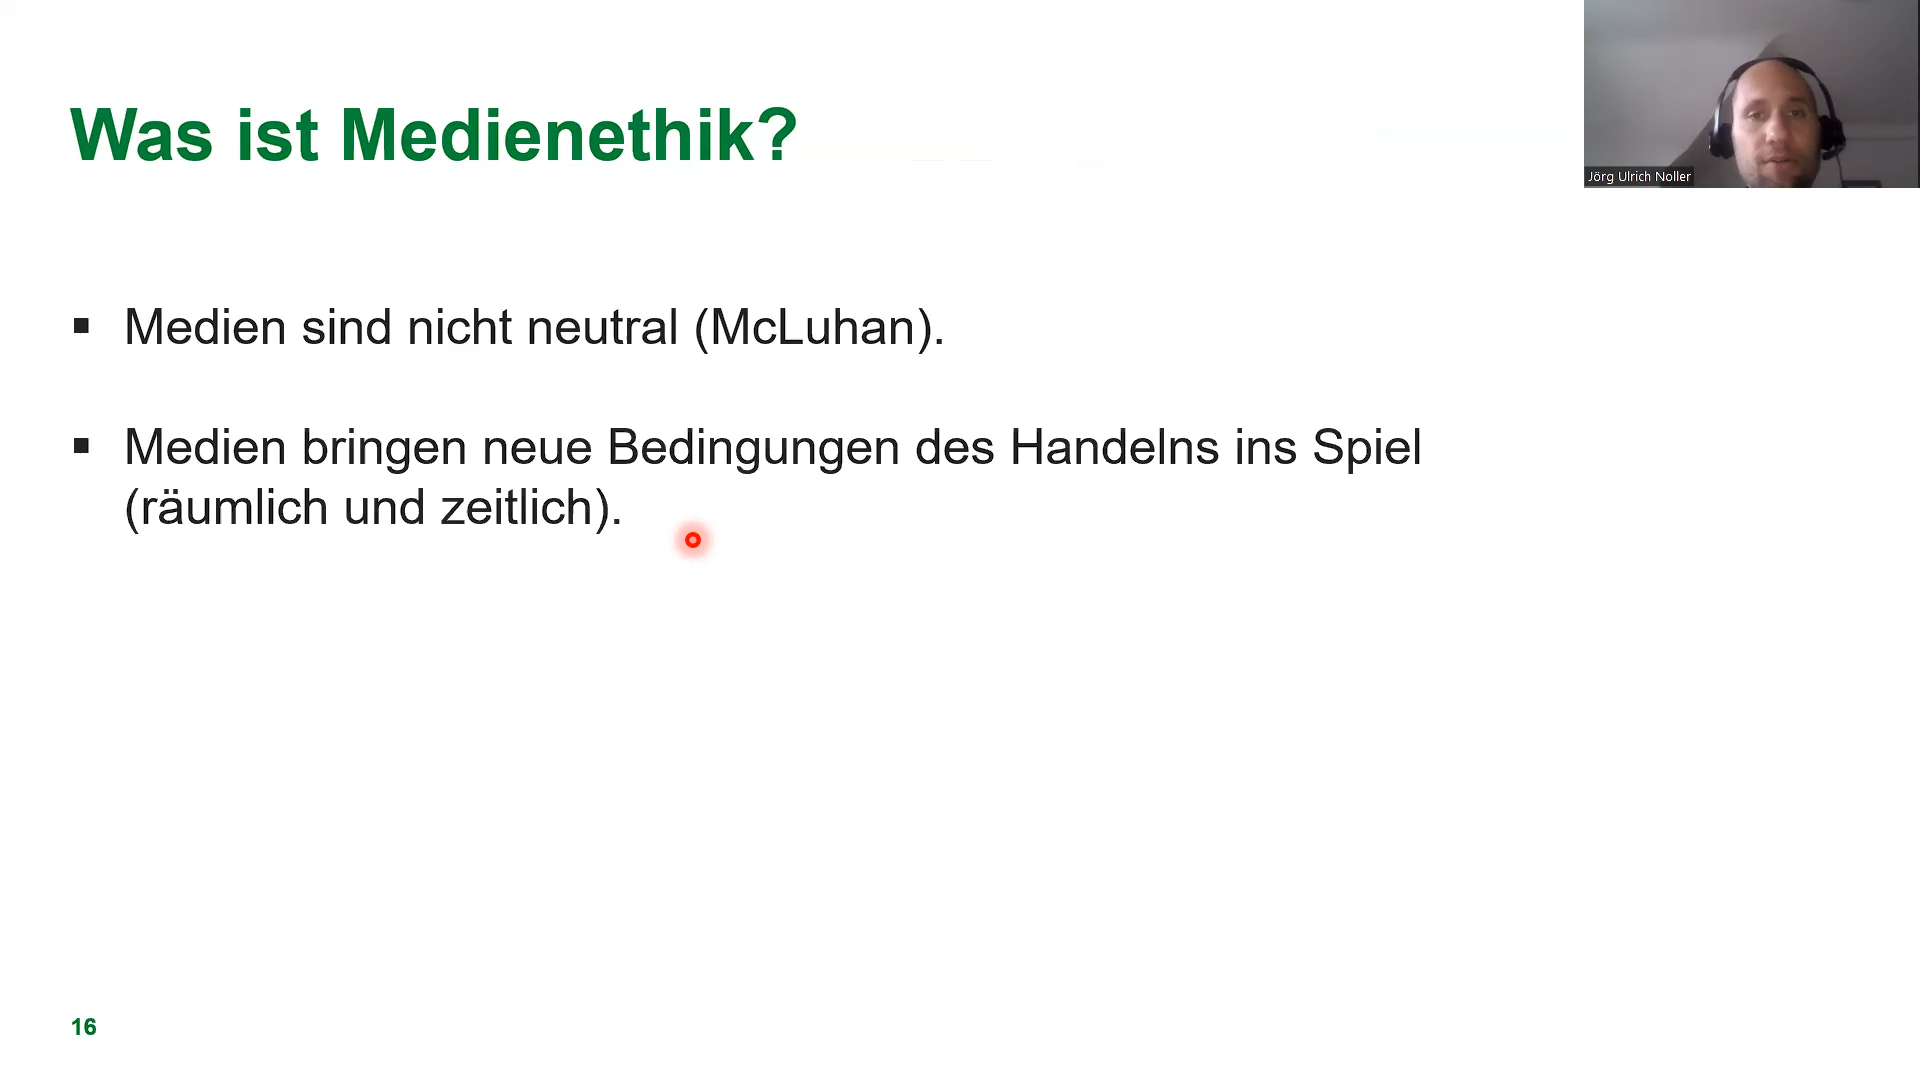 Was ist Medienethik?
Jörg Ulrich Noller
▪ Medien sind nicht neutral (McLuhan).
▪ Medien bringen neue Bedingungen des Handelns ins Spiel
(räumlich und zeitlich).
16